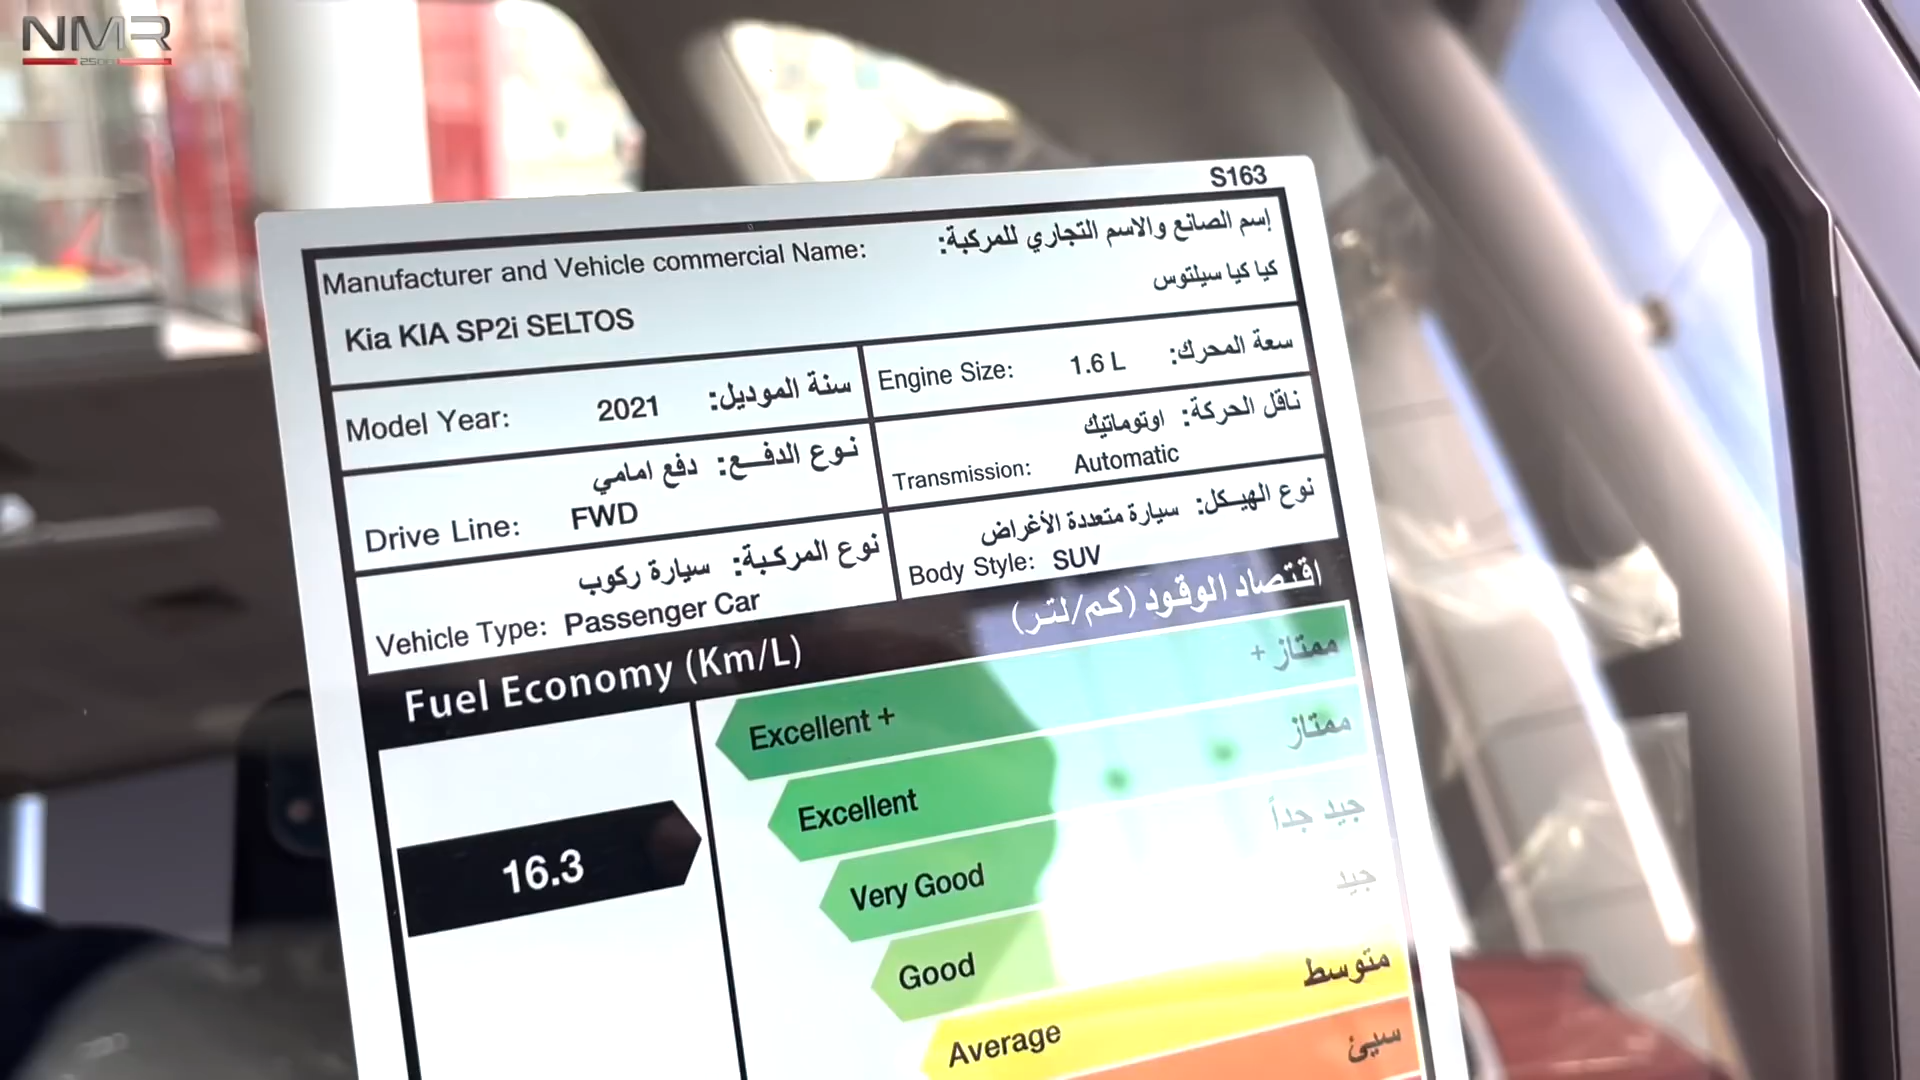 NMR
2500
S163
Manufacturer and Vehicle commercial Name:
إسم الصانع والاسم التجاري للمركبة:
كيا كيا سيلتوس
Kia KIA SP2i SELTOS
Model Year: 2021 سنة الموديل:
Engine Size: 1.6 L سعة المحرك:
نوع الدفع: دفع امامي
Drive Line: FWD
ناقل الحركة: اوتوماتيك
Transmission: Automatic
نوع المركبة: سيارة ركوب
Vehicle Type: Passenger Car
نوع الهيكل: سيارة متعددة الأغراض
Body Style: SUV
Fuel Economy (Km/L)
اقتصاد الوقود (كم/لتر)
16.3
Excellent + ممتاز +
Excellent ممتاز
Very Good جيد جداً
Good جيد
Average متوسط
سيئ